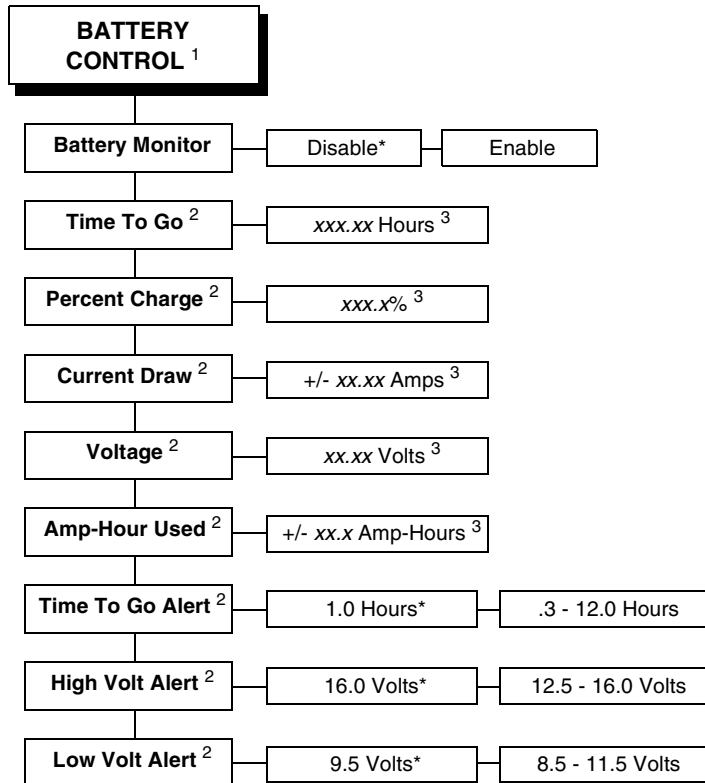 BATTERY
CONTROL 1
Battery Monitor Disable* Enable
Time To Go 2 xxx.xx Hours 3
Percent Charge 2 xxx.x% 3
Current Draw 2 +/- xx.xx Amps 3
Voltage 2 xx.xx Volts 3
Amp-Hour Used 2 +/- xx.x Amp-Hours 3
Time To Go Alert 2 1.0 Hours* .3 - 12.0 Hours
High Volt Alert 2 16.0 Volts* 12.5 - 16.0 Volts
Low Volt Alert 2 9.5 Volts* 8.5 - 11.5 Volts